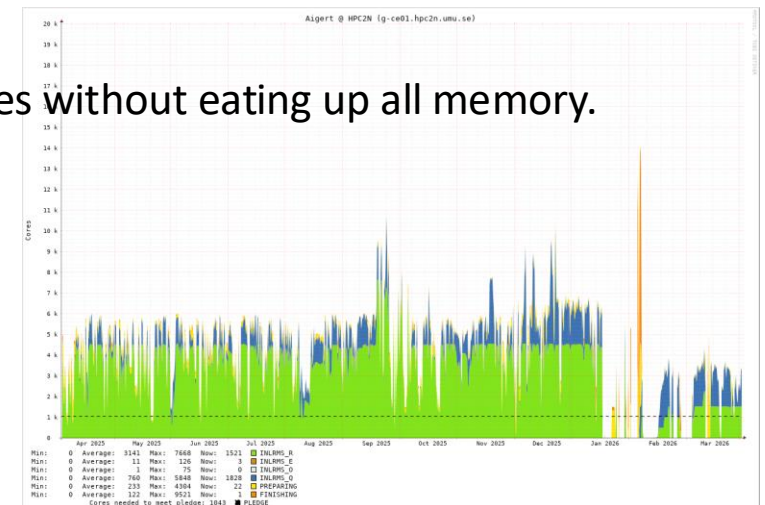 Aigert @ HPC2N (g-ce01.hpc2n.umu.se)
es without eating up all memory.
20 k
19 k
18 k
15 k
14 k
13 k
12 k
11 k
10 k
9 k
8 k
7 k
6 k
5 k
4 k
3 k
2 k
1 k
0
Cores
Apr 2025 May 2025 Jun 2025 Jul 2025 Aug 2025 Sep 2025 Oct 2025 Nov 2025 Dec 2025 Jan 2026 Feb 2026 Mar 2026
Min: 0 Average: 3141 Max: 7668 Now: 1521 INLRMS_R
Min: 0 Average: 11 Max: 126 Now: 3 INLRMS_E
Min: 0 Average: 1 Max: 75 Now: 0 INLRMS_O
Min: 0 Average: 760 Max: 5848 Now: 1828 INLRMS_Q
Min: 0 Average: 233 Max: 4304 Now: 22 PREPARING
Min: 0 Average: 122 Max: 9521 Now: 1 FINISHING
Cores needed to meet pledge: 1043 PLEDGE